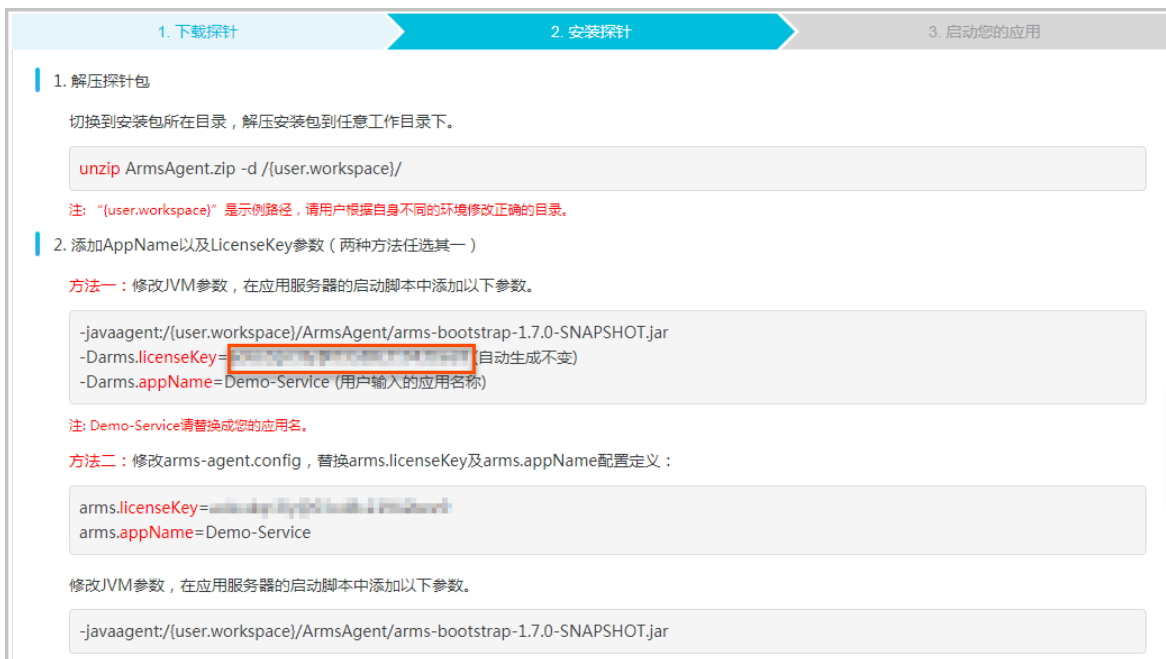 1. 下载探针
2. 安装探针
3. 启动您的应用
1. 解压探针包
切换到安装包所在目录，解压安装包到任意工作目录下。
unzip ArmsAgent.zip -d /{user.workspace}/
注: “{user.workspace}”是示例路径，请用户根据自身不同的环境修改正确的目录。
2. 添加AppName以及LicenseKey参数（两种方法任选其一）
方法一：修改JVM参数，在应用服务器的启动脚本中添加以下参数。
-javaagent:/{user.workspace}/ArmsAgent/arms-bootstrap-1.7.0-SNAPSHOT.jar
-Darms.licenseKey= (自动生成不变)
-Darms.appName=Demo-Service (用户输入的应用名称)
注: Demo-Service请替换成您的应用名。
方法二：修改arms-agent.config，替换arms.licenseKey及arms.appName配置定义：
arms.licenseKey=
arms.appName=Demo-Service
修改JVM参数，在应用服务器的启动脚本中添加以下参数。
-javaagent:/{user.workspace}/ArmsAgent/arms-bootstrap-1.7.0-SNAPSHOT.jar